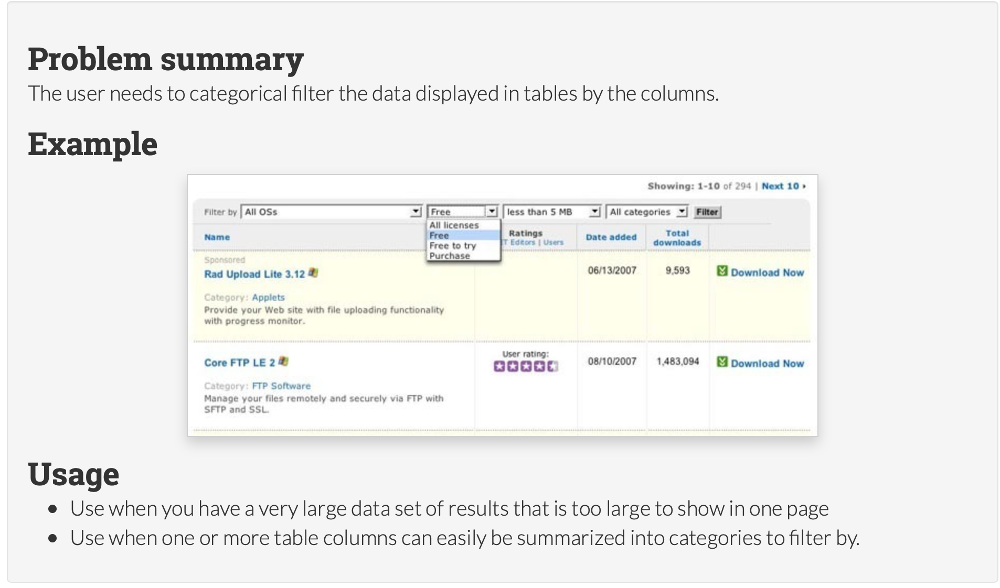 Problem summary
The user needs to categorical filter the data displayed in tables by the columns.
Example
Showing: 1-10 of 294 | Next 10
Filter by All OSs Free less than 5 MB All categories Filter
All licenses
Free
Free to try
Purchase
Name Ratings Date added Total downloads
Editors | Users
Sponsored
Rad Upload Lite 3.12 06/13/2007 9,593 Download Now
Category: Applets
Provide your Web site with file uploading functionality
with progress monitor.
User rating:
Core FTP LE 2 08/10/2007 1,483,094 Download Now
Category: FTP Software
Manage your files remotely and securely via FTP with
SFTP and SSL.
Usage
• Use when you have a very large data set of results that is too large to show in one page
• Use when one or more table columns can easily be summarized into categories to filter by.